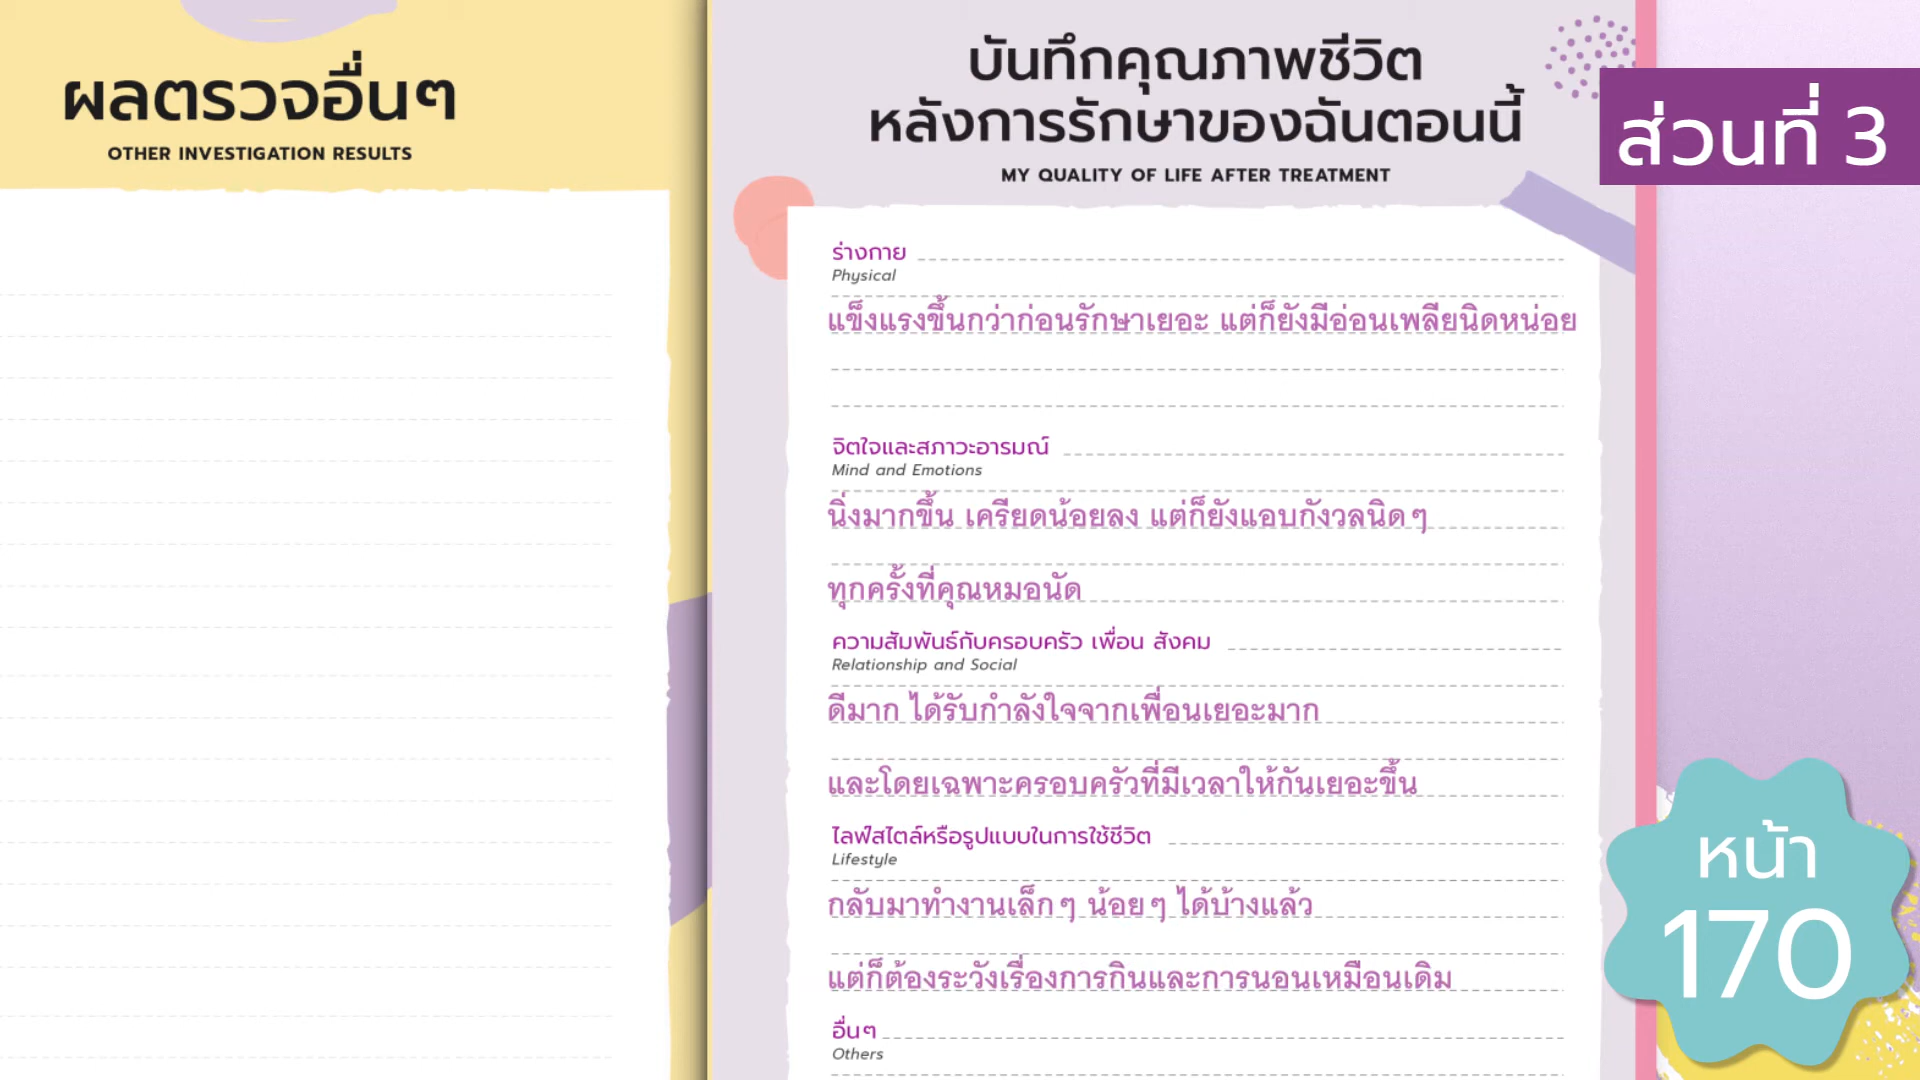 ผลตรวจอื่นๆ
OTHER INVESTIGATION RESULTS
บันทึกคุณภาพชีวิต
หลังการรักษาของฉันตอนนี้
MY QUALITY OF LIFE AFTER TREATMENT
ส่วนที่ 3
ร่างกาย
Physical
แข็งแรงขึ้นกว่าก่อนรักษาเยอะ แต่ก็ยังมีอ่อนเพลียนิดหน่อย
จิตใจและสภาวะอารมณ์
Mind and Emotions
นิ่งมากขึ้น เครียดน้อยลง แต่ก็ยังแอบกังวลนิดๆ
ทุกครั้งที่คุณหมอนัด
ความสัมพันธ์กับครอบครัว เพื่อน สังคม
Relationship and Social
ดีมาก ได้รับกำลังใจจากเพื่อนเยอะมาก
และโดยเฉพาะครอบครัวที่มีเวลาให้กันเยอะขึ้น
ไลฟ์สไตล์หรือรูปแบบในการใช้ชีวิต
Lifestyle
กลับมาทำงานเล็กๆ น้อยๆ ได้บ้างแล้ว
แต่ก็ต้องระวังเรื่องการกินและการนอนเหมือนเดิม
อื่นๆ
Others
หน้า
170